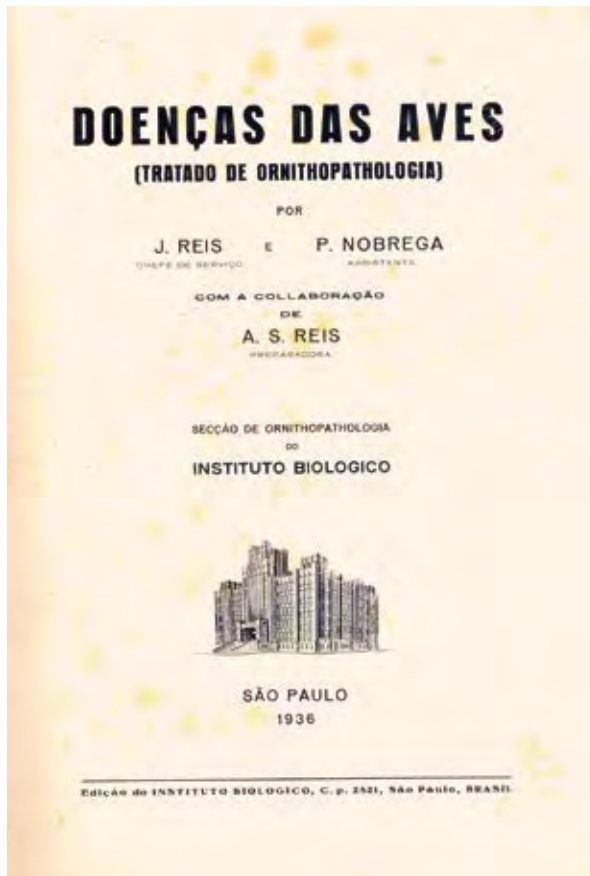 DOENÇAS DAS AVES
(TRATADO DE ORNITHOPATHOLOGIA)
POR
J. REIS E P. NOBREGA
CHEFE DE SERVIÇO ASSISTENTE
COM A COLLABORAÇÃO
DE
A. S. REIS
PREPARADORA
SECÇÃO DE ORNITHOPATHOLOGIA
DO
INSTITUTO BIOLOGICO
SÃO PAULO
1936
Edição do INSTITUTO BIOLOGICO, C. p. 2821, São Paulo, BRASIL